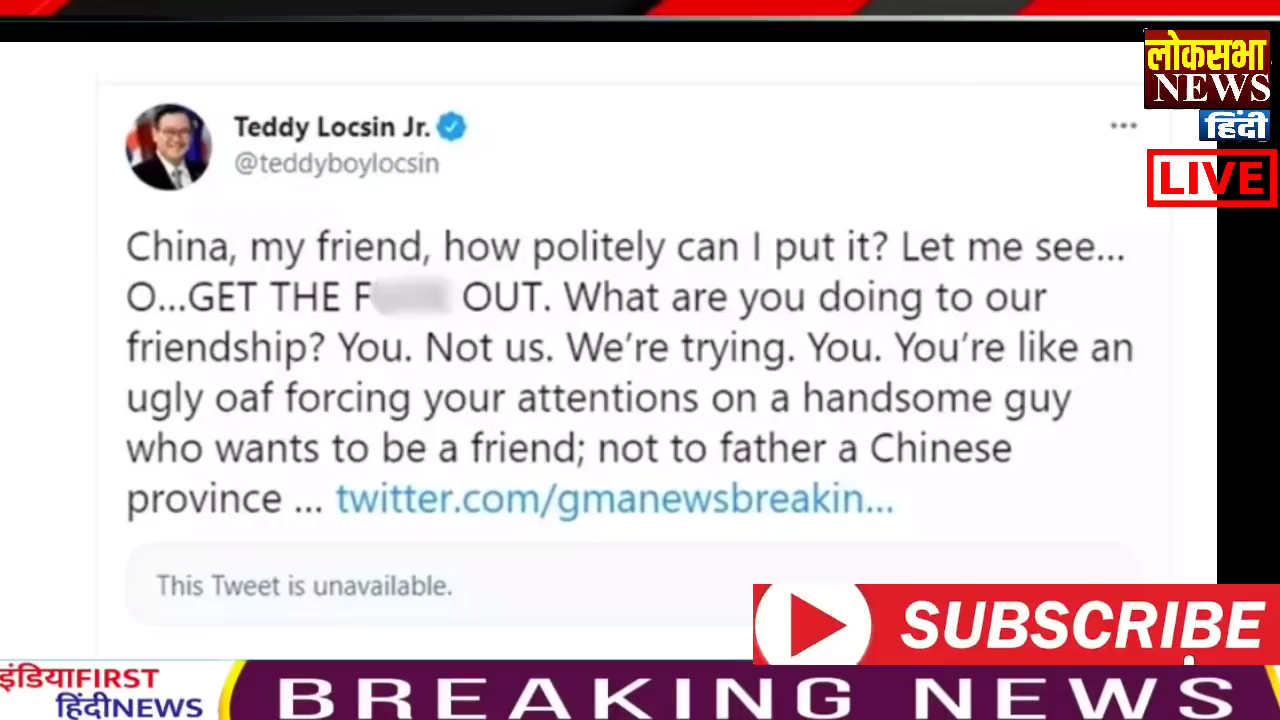 लोकसभा
NEWS
हिंदी
LIVE
Teddy Locsin Jr.
@teddyboylocsin
China, my friend, how politely can I put it? Let me see...
O...GET THE F OUT. What are you doing to our
friendship? You. Not us. We're trying. You. You're like an
ugly oaf forcing your attentions on a handsome guy
who wants to be a friend; not to father a Chinese
province ... twitter.com/gmanewsbreakin...
This Tweet is unavailable.
SUBSCRIBE
इंडियाFIRST
हिंदीNEWS
BREAKING NEWS